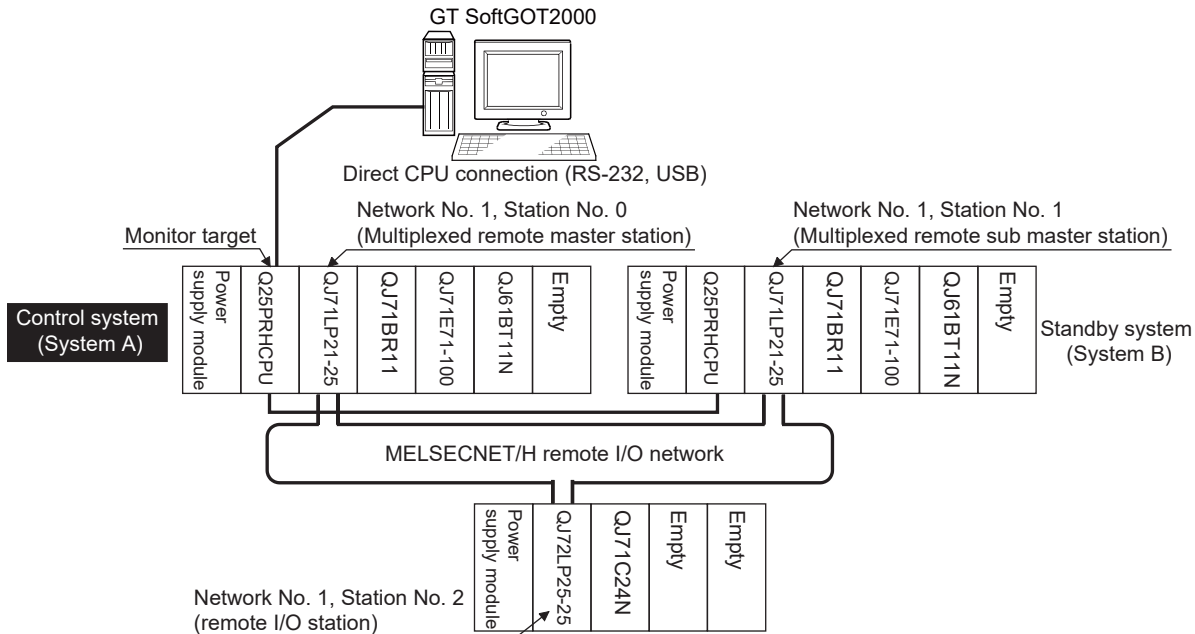 GT SoftGOT2000
Direct CPU connection (RS-232, USB)
Monitor target
Network No. 1, Station No. 0
(Multiplexed remote master station)
Network No. 1, Station No. 1
(Multiplexed remote sub master station)
Control system
(System A)
Power
supply module
Q25PRHCPU
QJ71LP21-25
QJ71BR11
QJ71E71-100
QJ61BT11N
Empty
Power
supply module
Q25PRHCPU
QJ71LP21-25
QJ71BR11
QJ71E71-100
QJ61BT11N
Empty
Standby system
(System B)
MELSECNET/H remote I/O network
Power
supply module
QJ72LP25-25
QJ71C24N
Empty
Empty
Network No. 1, Station No. 2
(remote I/O station)